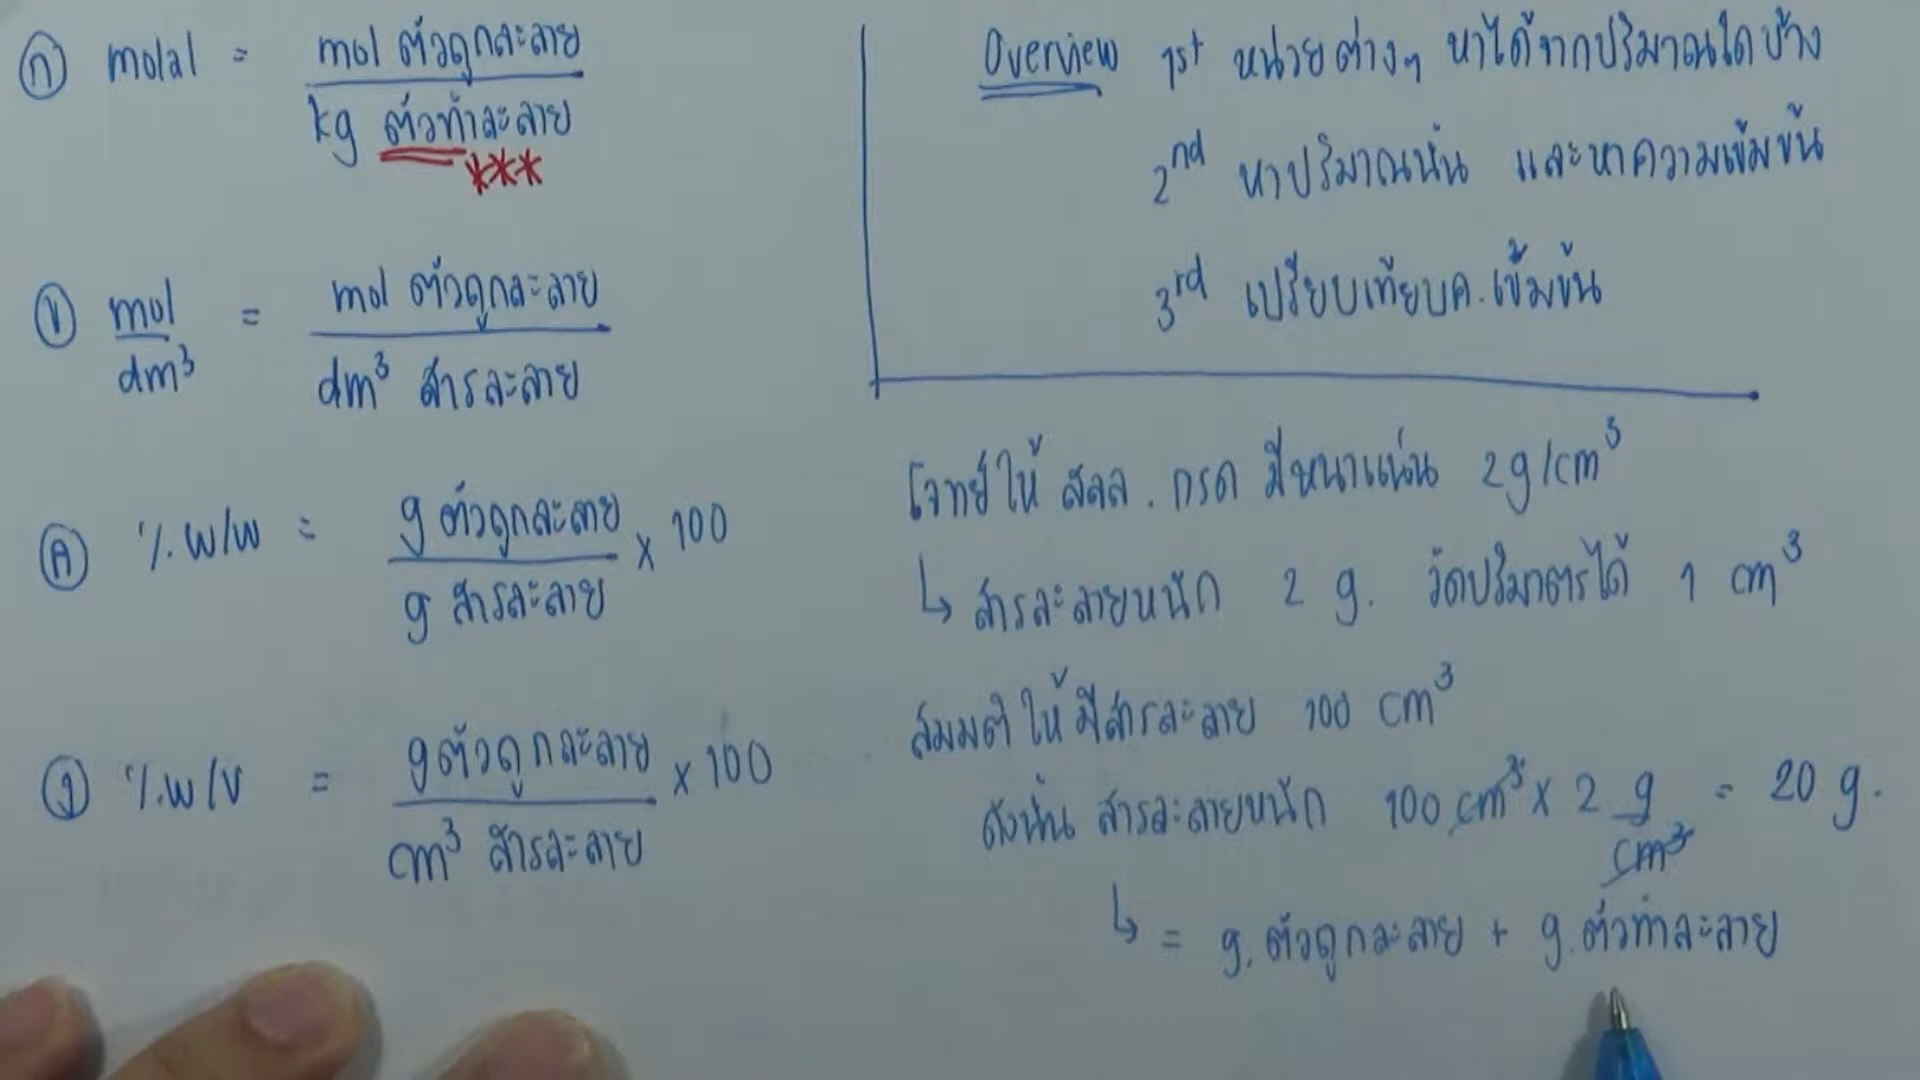 ก molal = mol ตัวถูกละลาย
kg ตัวทำละลาย
***
ข mol/dm³ = mol ตัวถูกละลาย
dm³ สารละลาย
ค %w/w = g ตัวถูกละลาย × 100
g สารละลาย
ง %w/v = g ตัวถูกละลาย × 100
cm³ สารละลาย
Overview 1st หน่วยต่างๆ หาได้จากปริมาณใดบ้าง
2nd หาปริมาณนั้น และหาความเข้มข้น
3rd เปรียบเทียบค.เข้มข้น
โจทย์ให้ สลล. กรด มีหนาแน่น 2g/cm³
↳ สารละลายหนัก 2 g. วัดปริมาตรได้ 1 cm³
สมมติให้มีสารละลาย 100 cm³
ดังนั้น สารละลายหนัก 100 cm³ × 2 g/cm³ = 20 g.
↳ = g.ตัวถูกละลาย + g.ตัวทำละลาย